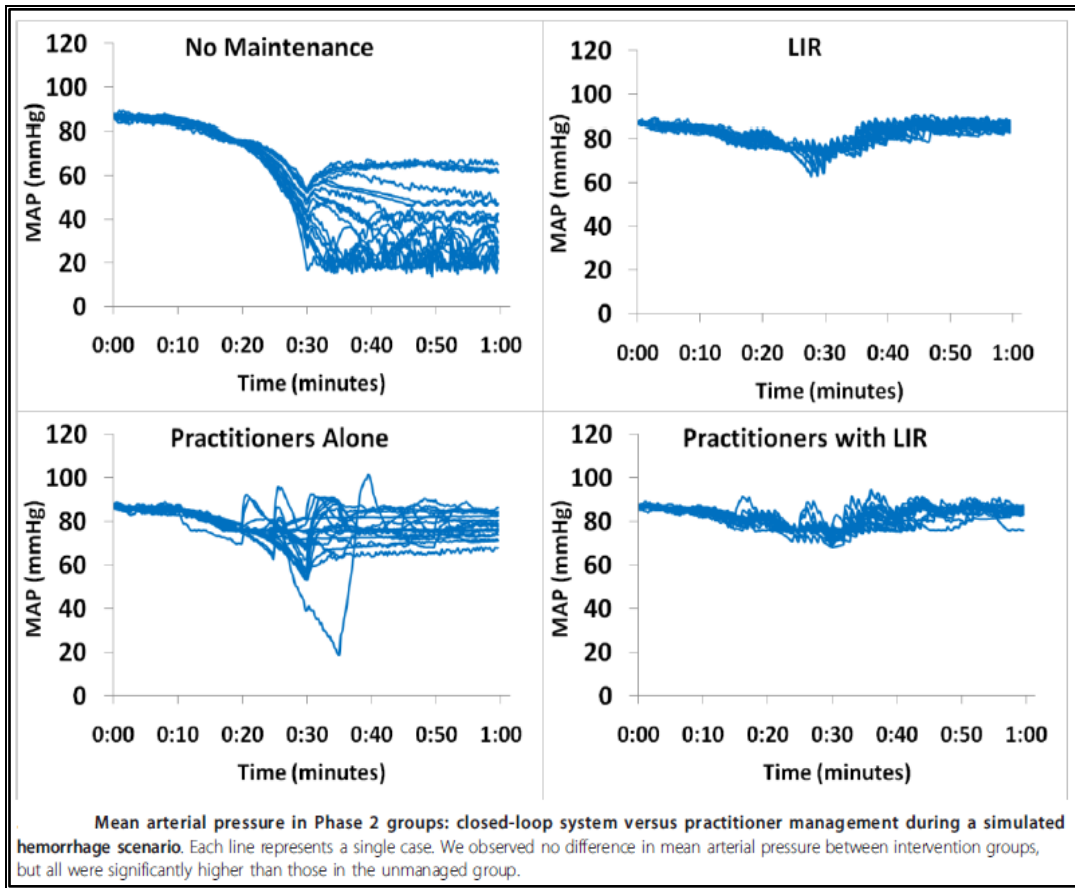 No Maintenance
120
100
80
60
40
20
0
MAP (mmHg)
0:00 0:10 0:20 0:30 0:40 0:50 1:00
Time (minutes)
LIR
120
100
80
60
40
20
0
MAP (mmHg)
0:00 0:10 0:20 0:30 0:40 0:50 1:00
Time (minutes)
Practitioners Alone
120
100
80
60
40
20
0
MAP (mmHg)
0:00 0:10 0:20 0:30 0:40 0:50 1:00
Time (minutes)
Practitioners with LIR
120
100
80
60
40
20
0
MAP (mmHg)
0:00 0:10 0:20 0:30 0:40 0:50 1:00
Time (minutes)
Mean arterial pressure in Phase 2 groups: closed-loop system versus practitioner management during a simulated
hemorrhage scenario. Each line represents a single case. We observed no difference in mean arterial pressure between intervention groups,
but all were significantly higher than those in the unmanaged group.